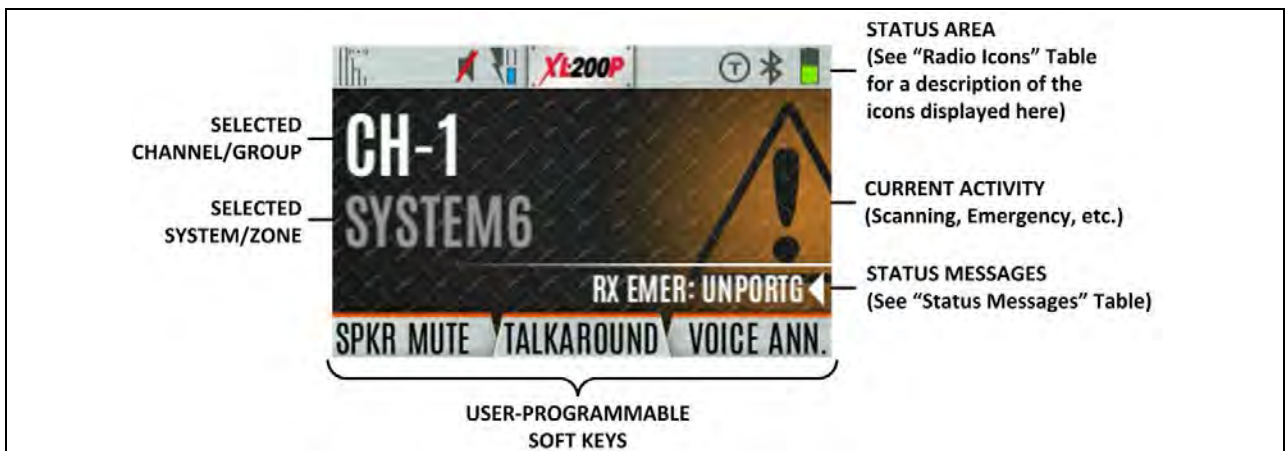 STATUS AREA
(See “Radio Icons” Table
for a description of the
icons displayed here)
XL-200P
SELECTED
CHANNEL/GROUP
CH-1
SELECTED
SYSTEM/ZONE
SYSTEM6
CURRENT ACTIVITY
(Scanning, Emergency, etc.)
RX EMER: UNPORTG
STATUS MESSAGES
(See “Status Messages” Table)
SPKR MUTE TALKAROUND VOICE ANN.
USER-PROGRAMMABLE
SOFT KEYS
T